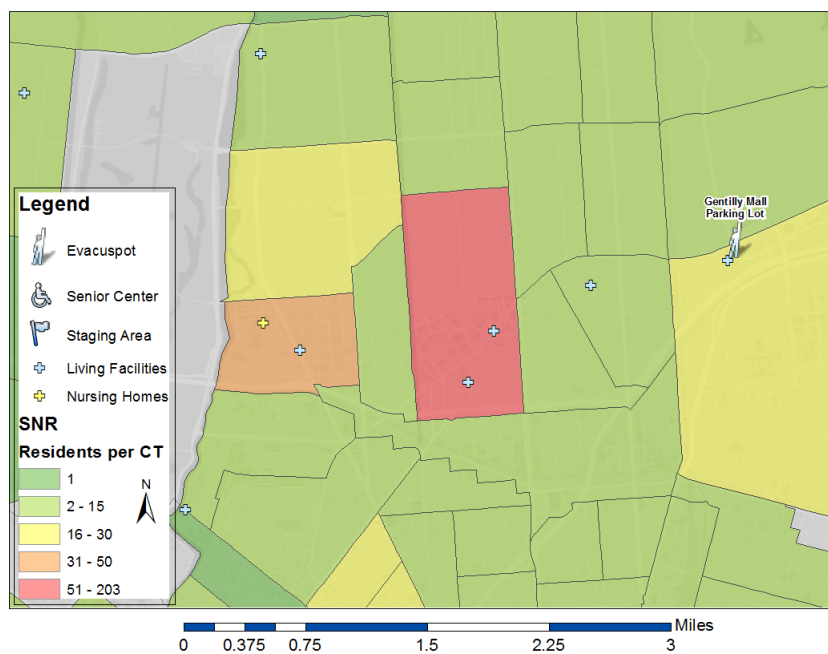 Gentilly Mall
Parking Lot
Legend
Evacuspot
Senior Center
Staging Area
Living Facilities
Nursing Homes
SNR
Residents per CT
1
2 - 15
16 - 30
31 - 50
51 - 203
N
Miles
0 0.375 0.75 1.5 2.25 3